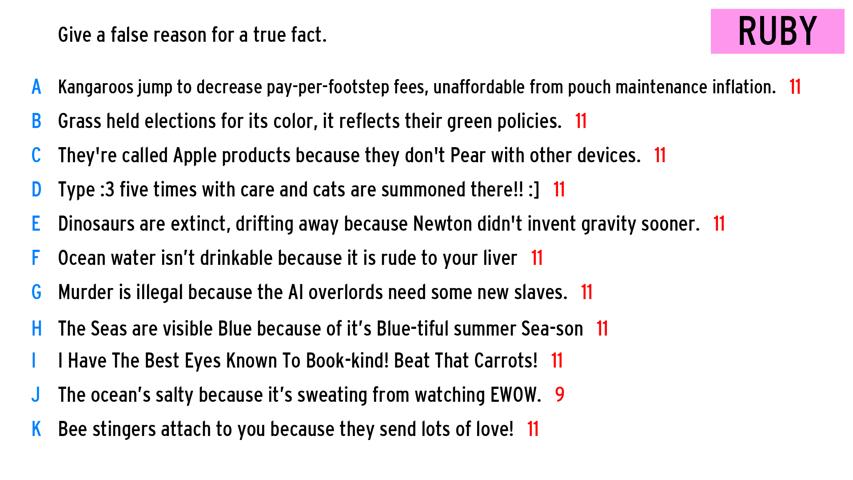 Give a false reason for a true fact.
RUBY
A Kangaroos jump to decrease pay-per-footstep fees, unaffordable from pouch maintenance inflation. 11
B Grass held elections for its color, it reflects their green policies. 11
C They're called Apple products because they don't Pear with other devices. 11
D Type :3 five times with care and cats are summoned there!! :] 11
E Dinosaurs are extinct, drifting away because Newton didn't invent gravity sooner. 11
F Ocean water isn’t drinkable because it is rude to your liver 11
G Murder is illegal because the AI overlords need some new slaves. 11
H The Seas are visible Blue because of it’s Blue-tiful summer Sea-son 11
I I Have The Best Eyes Known To Book-kind! Beat That Carrots! 11
J The ocean’s salty because it’s sweating from watching EWOW. 9
K Bee stingers attach to you because they send lots of love! 11